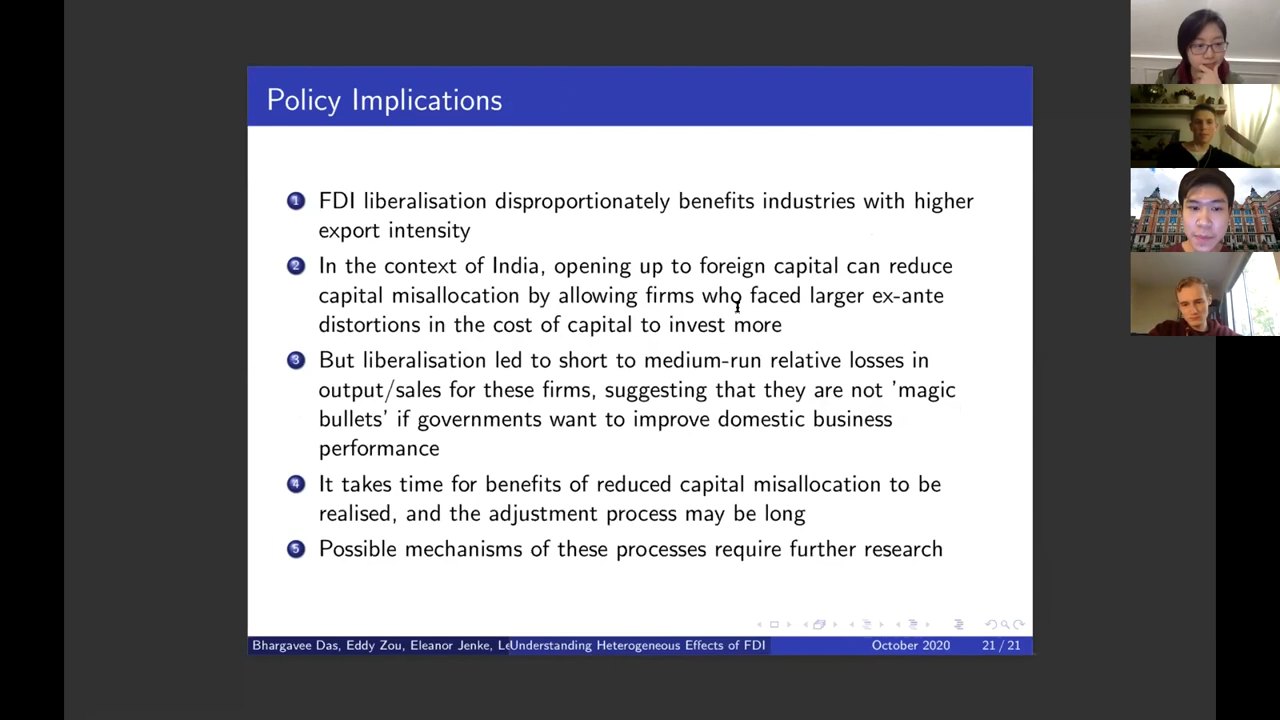 Policy Implications
1 FDI liberalisation disproportionately benefits industries with higher
export intensity
2 In the context of India, opening up to foreign capital can reduce
capital misallocation by allowing firms who faced larger ex-ante
distortions in the cost of capital to invest more
3 But liberalisation led to short to medium-run relative losses in
output/sales for these firms, suggesting that they are not 'magic
bullets' if governments want to improve domestic business
performance
4 It takes time for benefits of reduced capital misallocation to be
realised, and the adjustment process may be long
5 Possible mechanisms of these processes require further research
Bhargavee Das, Eddy Zou, Eleanor Jenke, Understanding Heterogeneous Effects of FDI October 2020 21 / 21